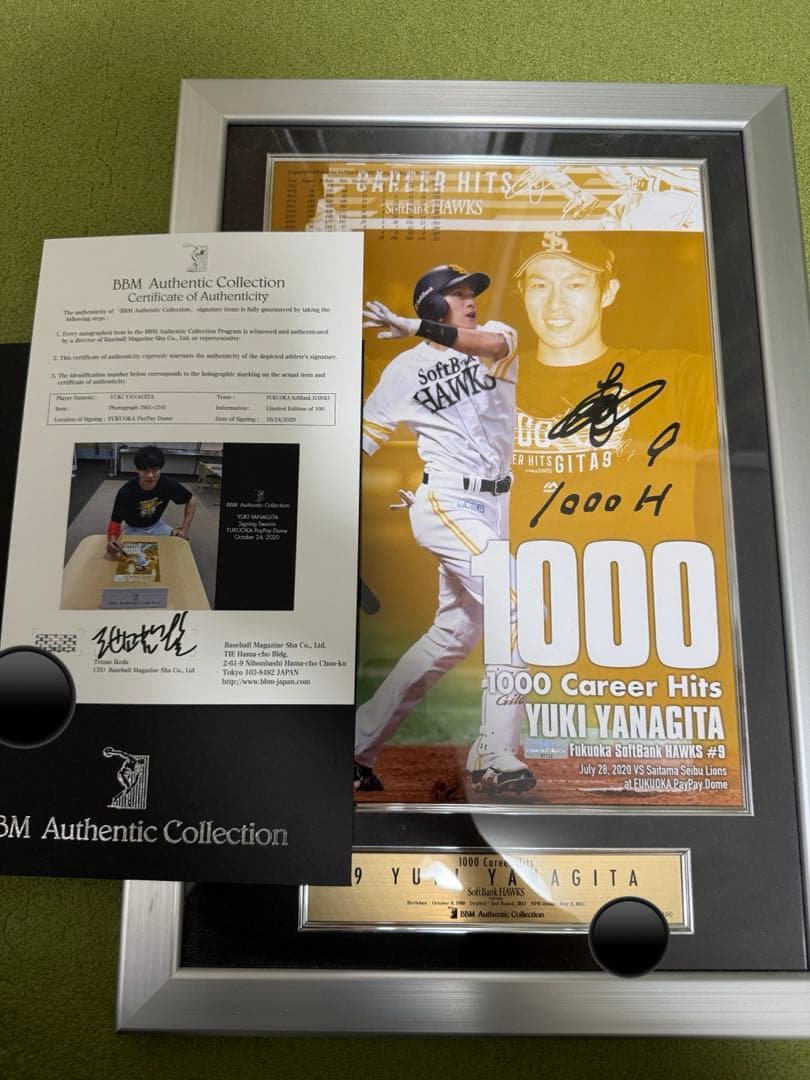 BBM Authentic Collection
Certificate of Authenticity
The authenticity of 「BBM Authentic Collection」 signature items is fully guaranteed by taking the
following steps :
1. Every autographed item in the BBM Authentic Collection Program is witnessed and authenticated
by a director of Baseball Magazine Sha Co., Ltd. or representative .
2. This certificate of authenticity expressly warrants the authenticity of the depicted athlete's signature.
3. The identification number below corresponds to the holographic marking on the actual item and
certificate of authenticity.
Player Name(s) : YUKI YANAGITA Team : FUKUOKA SoftBank HAWKS
Item : Photograph (365×254) Information : Limited Edition of 100
Location of Signing : FUKUOKA PayPay Dome Date of Signing : 10/24/2020
BBM Authentic Collection
YUKI YANAGITA
Signing Session
FUKUOKA PayPay Dome
October 24, 2020
Tetsuo Ikeda
CEO Baseball Magazine Sha Co., Ltd
Baseball Magazine Sha Co., Ltd.
TIE Hama-cho Bldg.
2-61-9 Nihonbashi Hama-cho Chuo-ku
Tokyo 103-8482 JAPAN
http://www.bbm-japan.com
BM Authentic Collection
CAREER HITS
SoftBank HAWKS
SoftBank
HAWKS
ER HITS
GITA9
9
1000 H
1000
1000 Career Hits
YUKI YANAGITA
Fukuoka SoftBank HAWKS #9
July 28, 2020 VS Saitama Seibu Lions
at FUKUOKA PayPay Dome
1000 Career Hits
9 YUKI YANAGITA
SoftBank HAWKS
BBM Authentic Collection